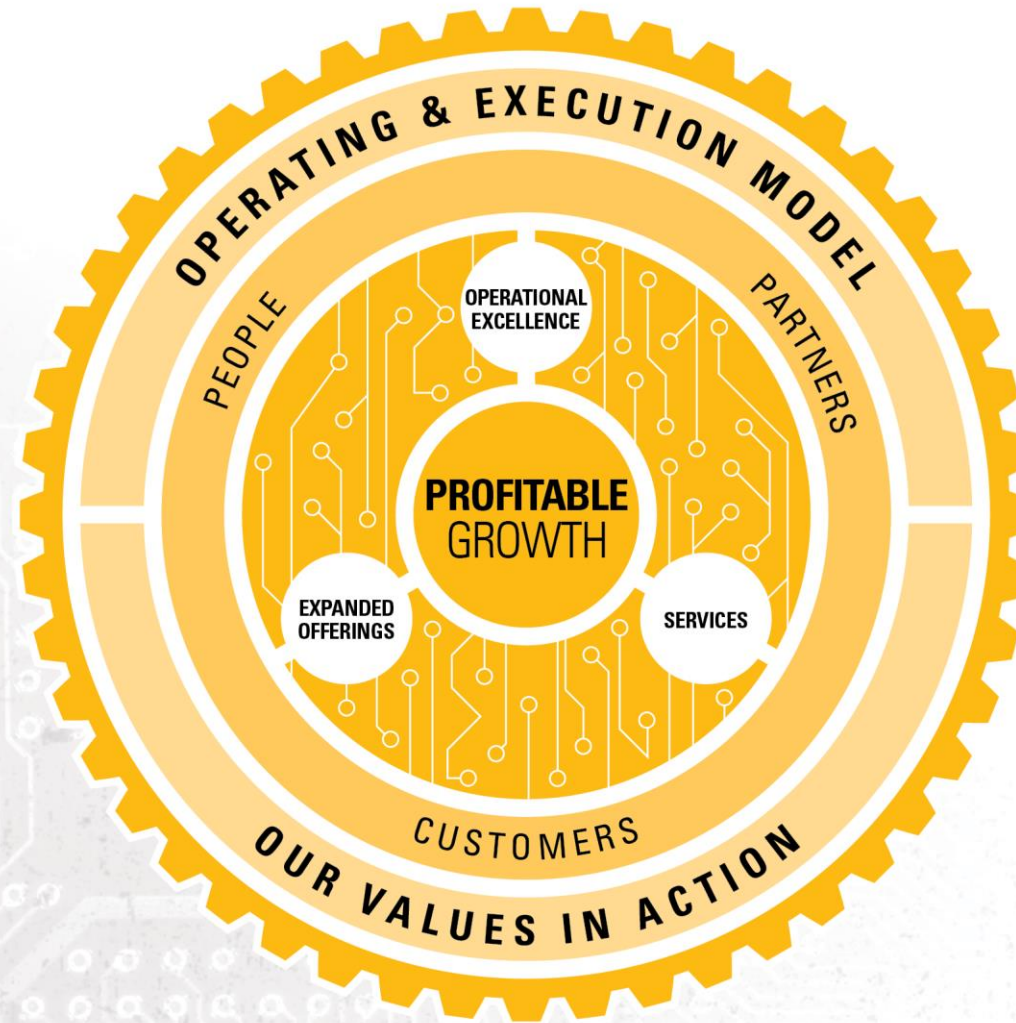 OPERATING & EXECUTION MODEL
PEOPLE
PARTNERS
OPERATIONAL
EXCELLENCE
PROFITABLE
GROWTH
EXPANDED
OFFERINGS
SERVICES
CUSTOMERS
OUR VALUES IN ACTION